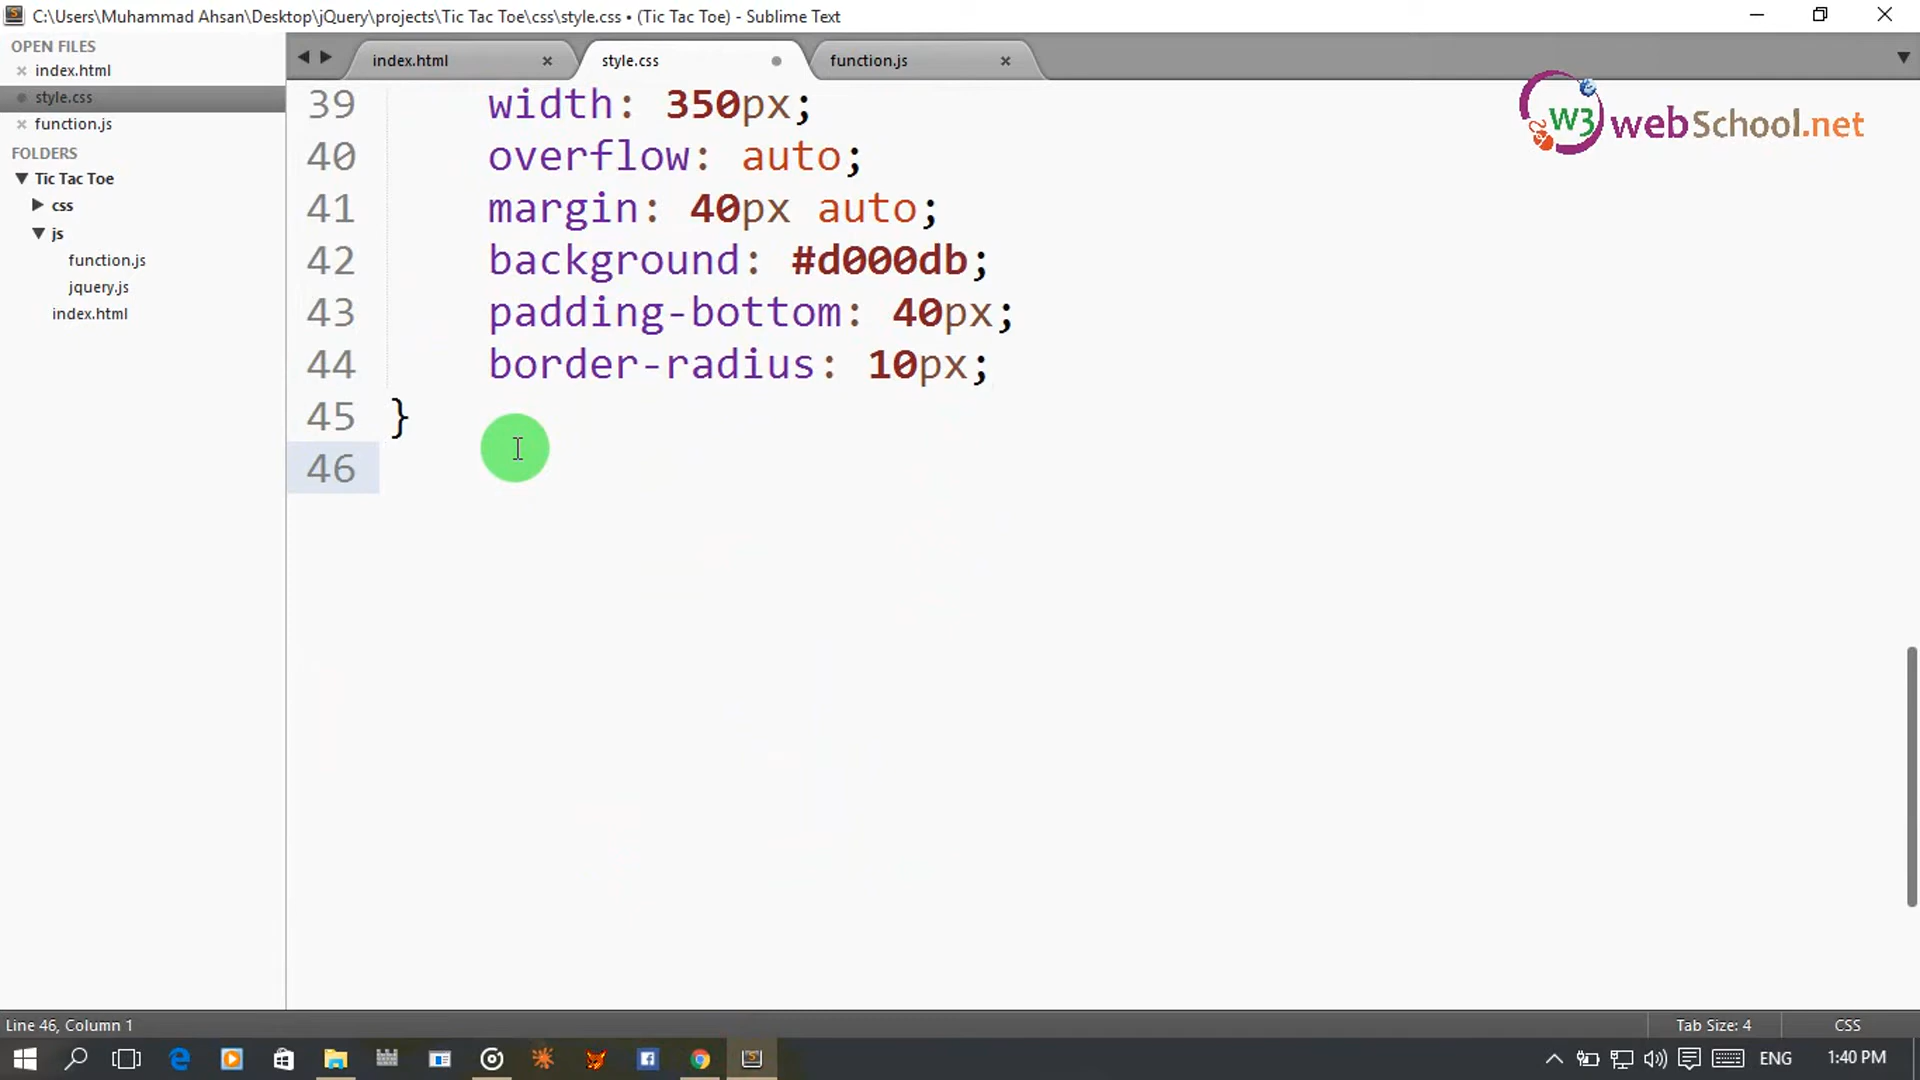 C:\Users\Muhammad Ahsan\Desktop\jQuery\projects\Tic Tac Toe\css\style.css • (Tic Tac Toe) - Sublime Text
OPEN FILES
index.html
style.css
function.js
FOLDERS
Tic Tac Toe
css
js
function.js
jquery.js
index.html
index.html
style.css
function.js
W3 webSchool.net
39 width: 350px;
40 overflow: auto;
41 margin: 40px auto;
42 background: #d000db;
43 padding-bottom: 40px;
44 border-radius: 10px;
45 }
46
Line 46, Column 1
Tab Size: 4
CSS
ENG
1:40 PM